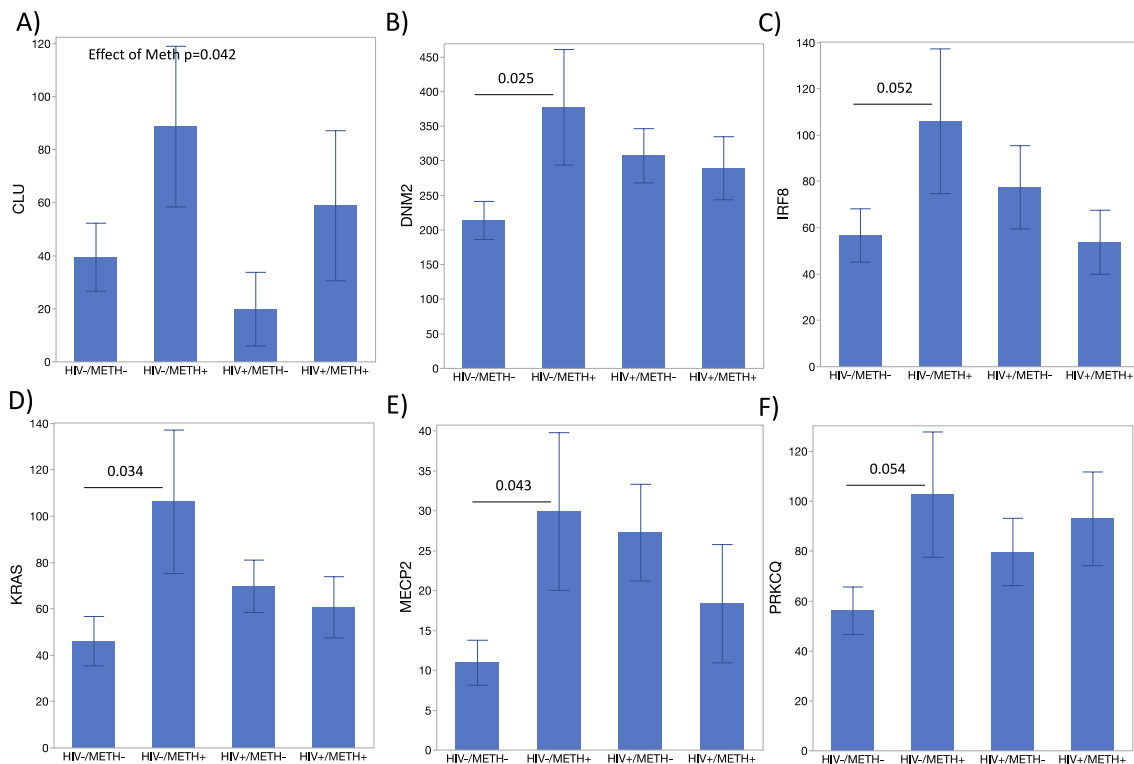 A)
Effect of Meth p=0.042
120
100
80
60
40
20
0
CLU
HIV-/METH- HIV-/METH+ HIV+/METH- HIV+/METH+
B)
0.025
450
400
350
300
250
200
150
100
50
0
DNM2
HIV-/METH- HIV-/METH+ HIV+/METH- HIV+/METH+
C)
0.052
140
120
100
80
60
40
20
0
IRF8
HIV-/METH- HIV-/METH+ HIV+/METH- HIV+/METH+
D)
0.034
140
120
100
80
60
40
20
0
KRAS
HIV-/METH- HIV-/METH+ HIV+/METH- HIV+/METH+
E)
0.043
40
35
30
25
20
15
10
5
0
MECP2
HIV-/METH- HIV-/METH+ HIV+/METH- HIV+/METH+
F)
0.054
120
100
80
60
40
20
0
PRKCQ
HIV-/METH- HIV-/METH+ HIV+/METH- HIV+/METH+